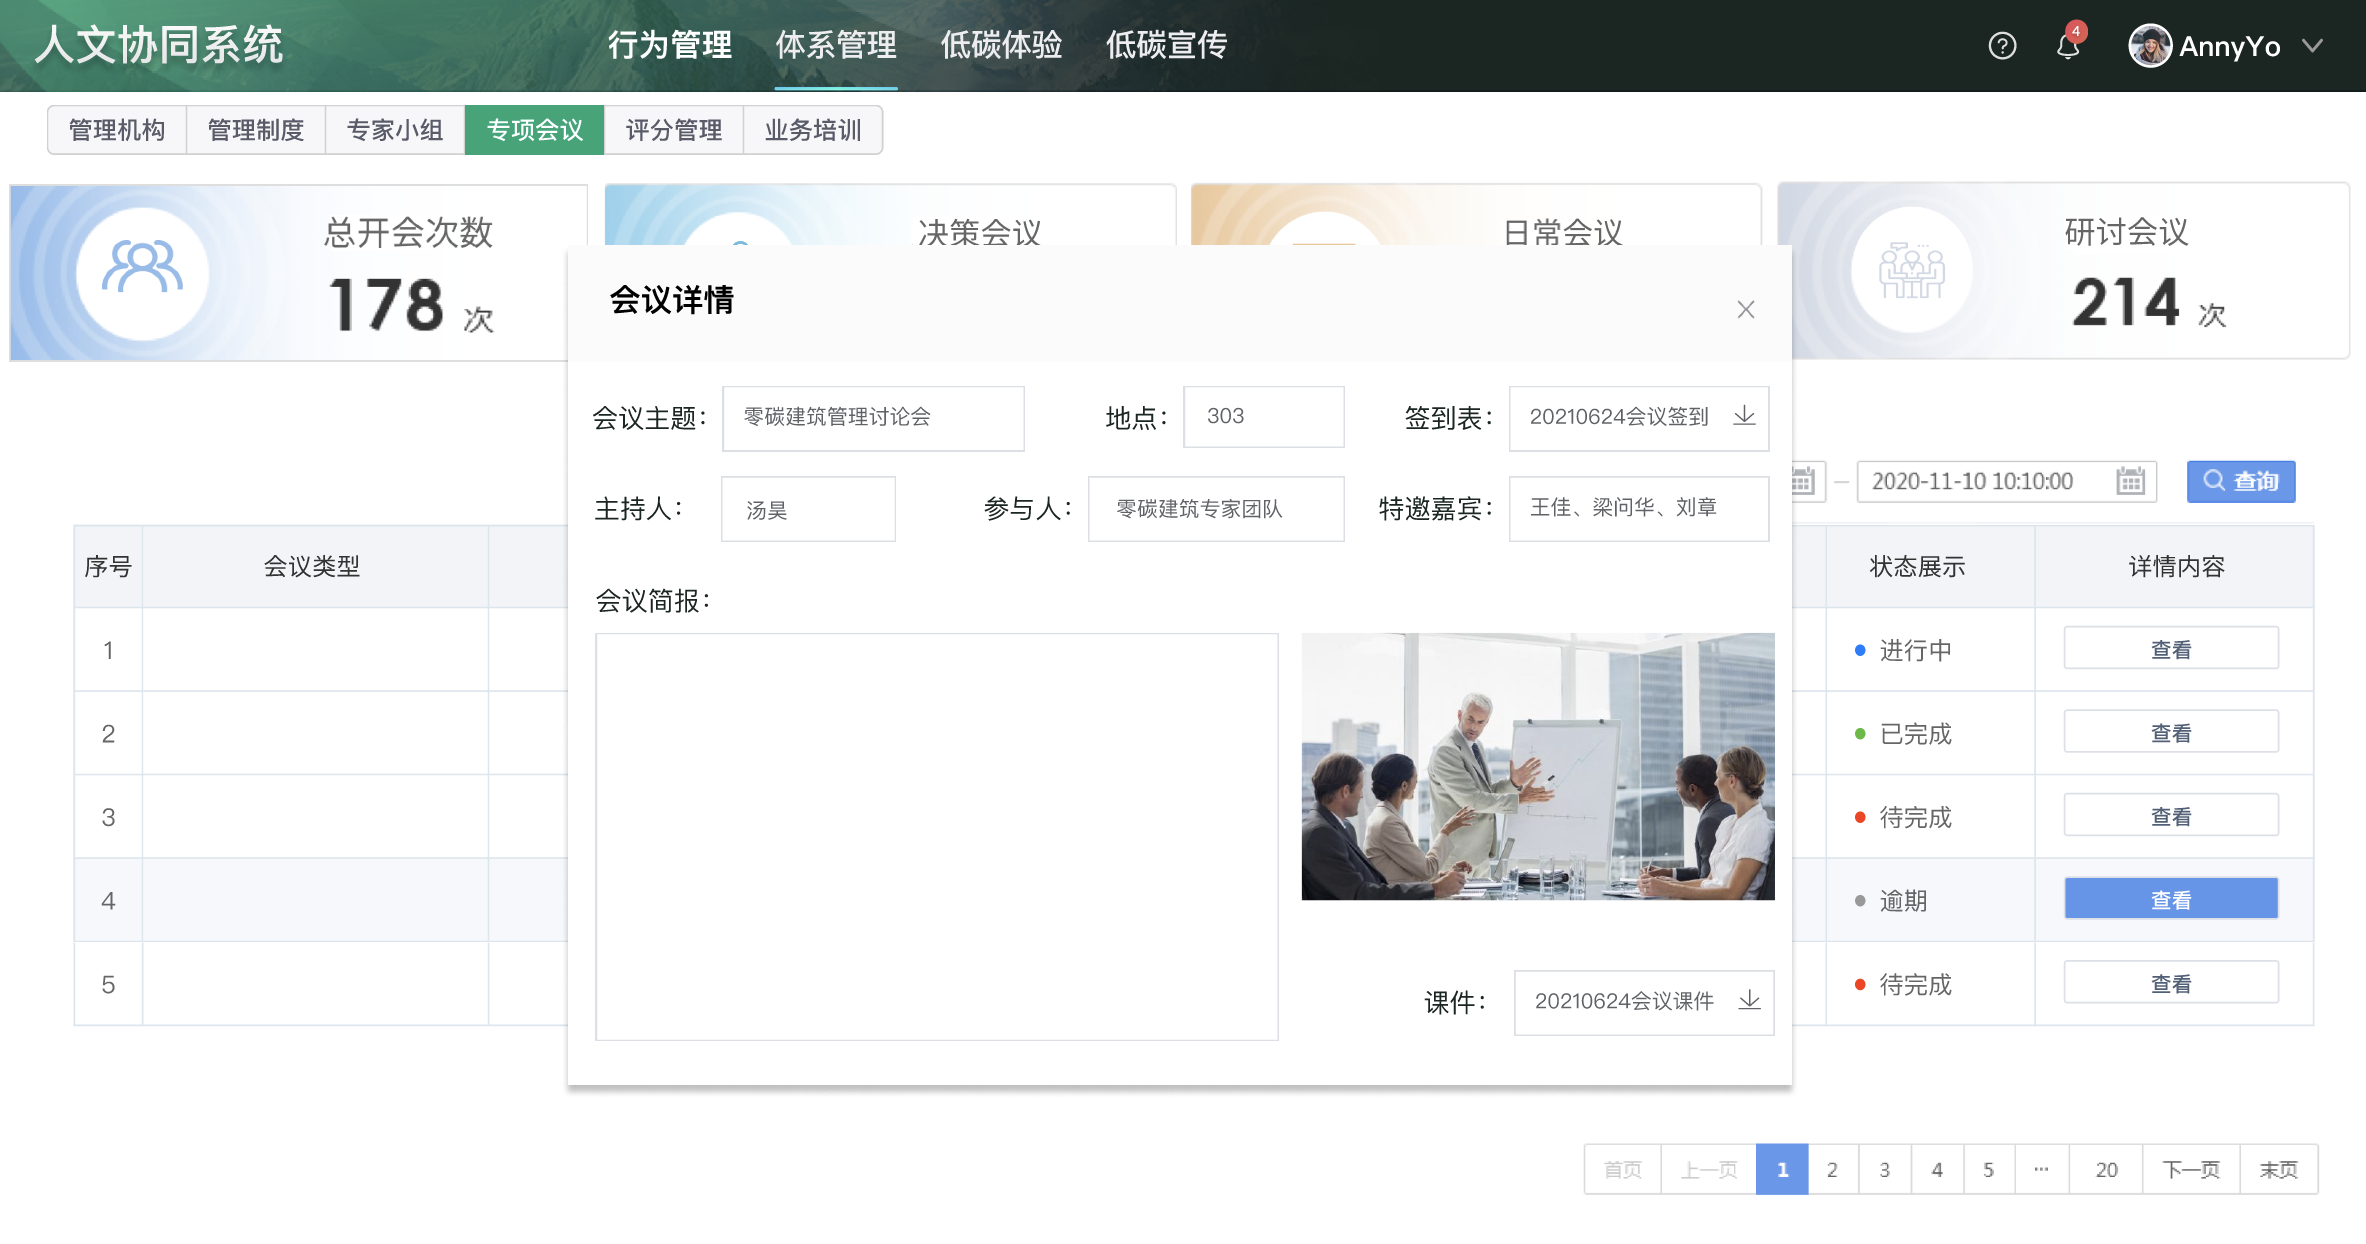 人文协同系统
行为管理 体系管理 低碳体验 低碳宣传
4
AnnyYo
管理机构 管理制度 专家小组 专项会议 评分管理 业务培训
总开会次数
178 次
决策会议
日常会议
研讨会议
214 次
会议详情
会议主题： 零碳建筑管理讨论会 地点： 303 签到表： 20210624会议签到
主持人： 汤昊 参与人： 零碳建筑专家团队 特邀嘉宾： 王佳、梁问华、刘章
会议简报：
课件： 20210624会议课件
– 2020-11-10 10:10:00 查询
序号 会议类型 状态展示 详情内容
1 进行中 查看
2 已完成 查看
3 待完成 查看
4 逾期 查看
5 待完成 查看
首页 上一页 1 2 3 4 5 ··· 20 下一页 末页